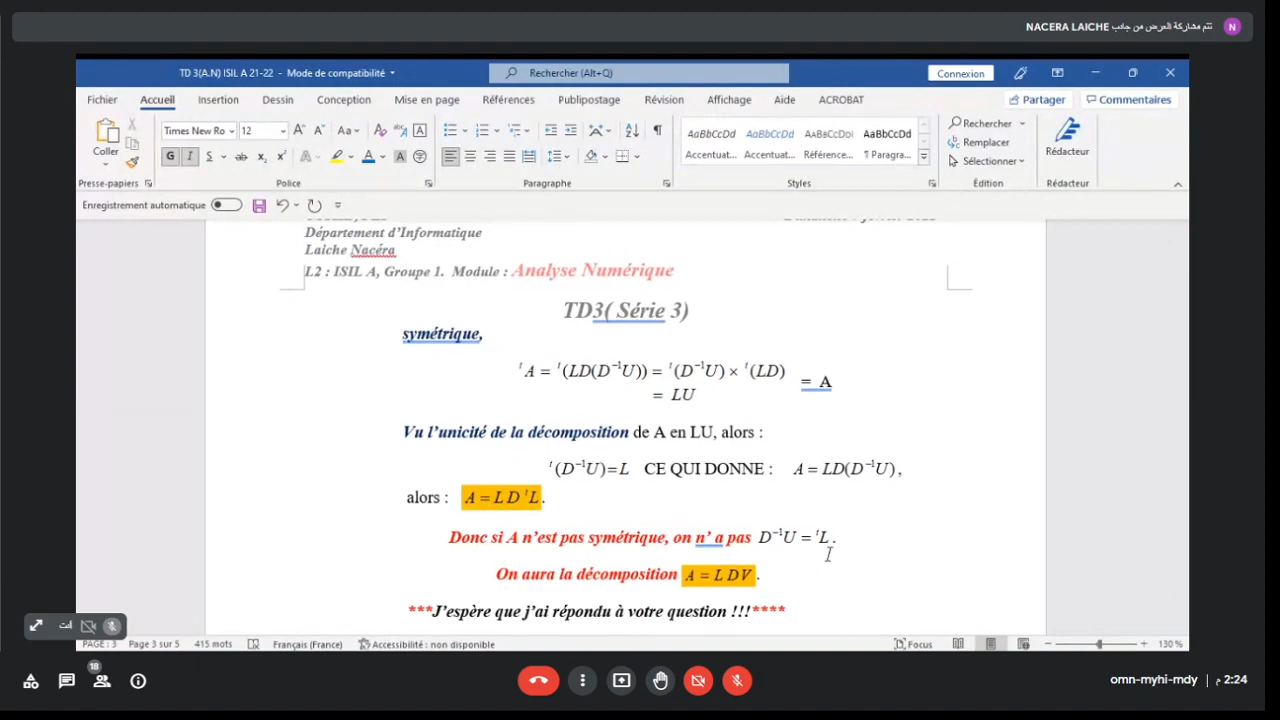 تتم مشاركة العرض من جانب NACERA LAICHE
N
TD 3(A.N) ISIL A 21-22 - Mode de compatibilité
Rechercher (Alt+Q)
Connexion
Fichier Accueil Insertion Dessin Conception Mise en page Références Publipostage Révision Affichage Aide ACROBAT
Partager Commentaires
Coller
Presse-papiers
Times New Ro 12
G I S
Police
Paragraphe
AaBbCcDd AaBbCcDd AaBbCcDd AaBbCcDd
Accentuat... Accentuat... Référence... ¶ Paragra...
Styles
Rechercher
Remplacer
Sélectionner
Édition
Rédacteur
Rédacteur
Enregistrement automatique
Département d'Informatique
Laiche Nacéra
L2 : ISIL A, Groupe 1. Module : Analyse Numérique
TD3( Série 3)
symétrique,
ᵗA = ᵗ(LD(D⁻¹U)) = ᵗ(D⁻¹U) × ᵗ(LD) = A
= LU
Vu l'unicité de la décomposition de A en LU, alors :
ᵗ(D⁻¹U)=L CE QUI DONNE : A = LD(D⁻¹U),
alors : A = L D ᵗL.
Donc si A n'est pas symétrique, on n' a pas D⁻¹U = ᵗL.
On aura la décomposition A = L D V.
***J'espère que j'ai répondu à votre question !!!****
انت
PAGE : 3 Page 3 sur 5 415 mots Français (France) Accessibilité : non disponible
Focus
130 %
18
omn-myhi-mdy | 2:24 م